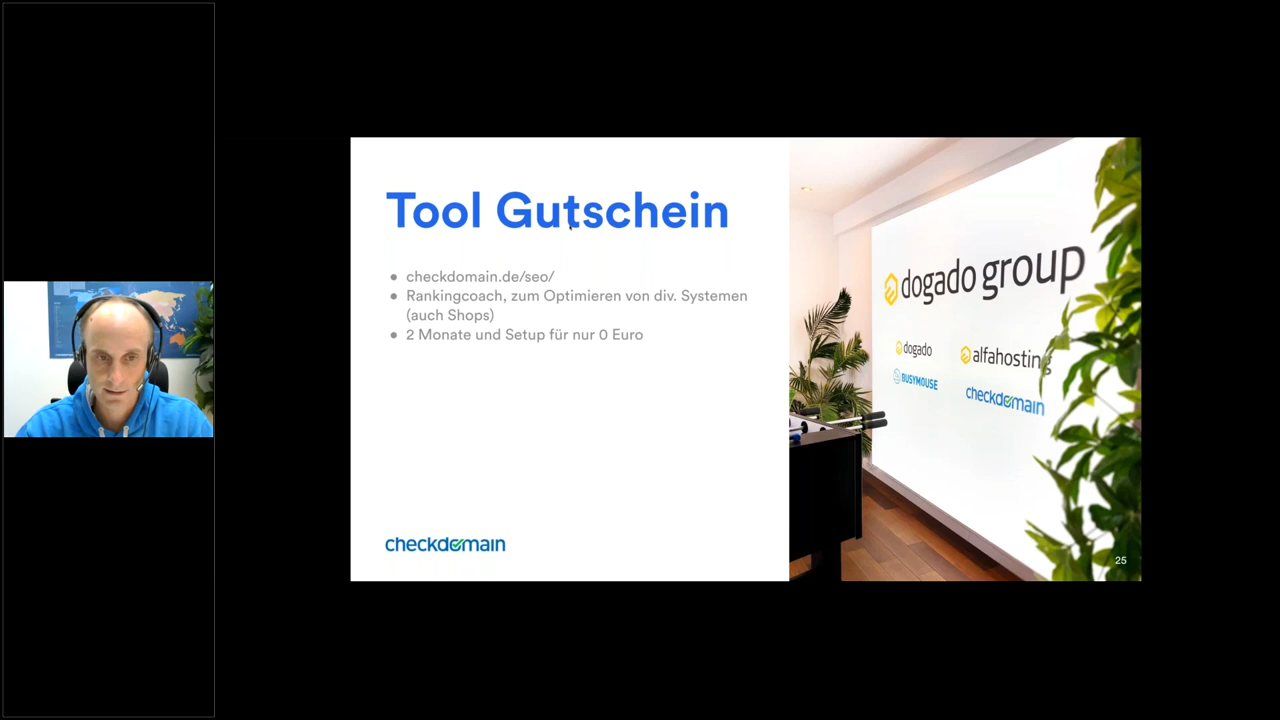 Tool Gutschein
checkdomain.de/seo/
Rankingcoach, zum Optimieren von div. Systemen
(auch Shops)
2 Monate und Setup für nur 0 Euro
checkdomain
dogado group
dogado
alfahosting
BUSYMOUSE
checkdomain
25